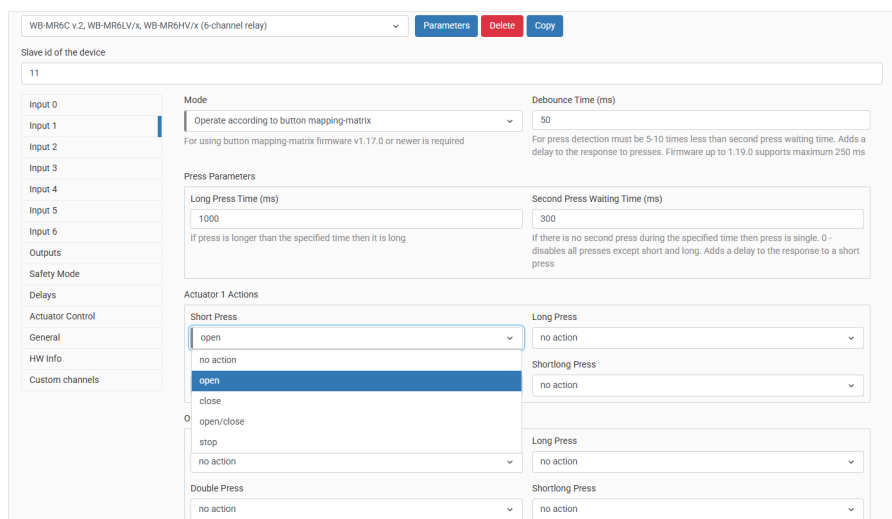 WB-MR6C v.2, WB-MR6LV/x, WB-MR6HV/x (6-channel relay)
Parameters
Delete
Copy
Slave id of the device
11
Input 0
Input 1
Input 2
Input 3
Input 4
Input 5
Input 6
Outputs
Safety Mode
Delays
Actuator Control
General
HW Info
Custom channels
Mode
Operate according to button mapping-matrix
For using button mapping-matrix firmware v1.17.0 or newer is required
Debounce Time (ms)
50
For press detection must be 5-10 times less than second press waiting time. Adds a
delay to the response to presses. Firmware up to 1.19.0 supports maximum 250 ms
Press Parameters
Long Press Time (ms)
1000
If press is longer than the specified time then it is long
Second Press Waiting Time (ms)
300
If there is no second press during the specified time then press is single. 0 -
disables all presses except short and long. Adds a delay to the response to a short
press
Actuator 1 Actions
Short Press
open
no action
open
close
open/close
stop
Long Press
no action
Shortlong Press
no action
O
no action
Long Press
no action
Double Press
no action
Shortlong Press
no action